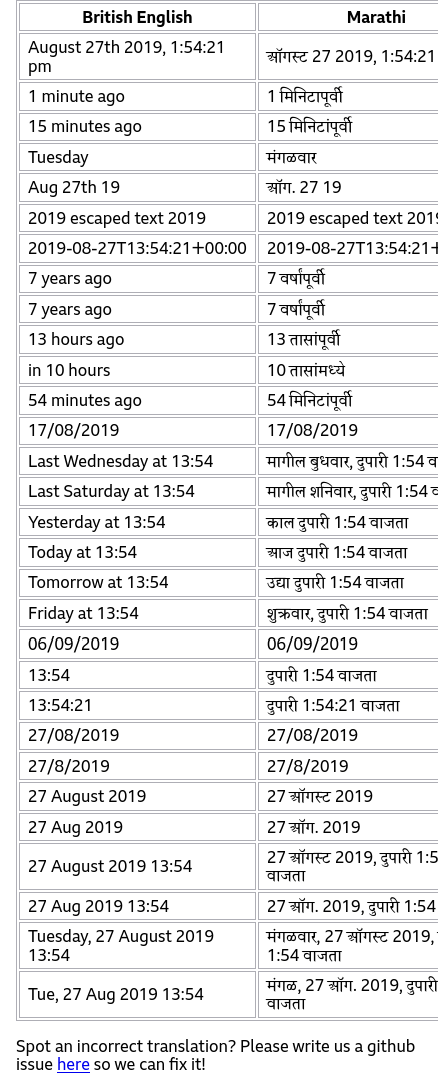 British English Marathi
August 27th 2019, 1:54:21 ऑगस्ट 27 2019, 1:54:21
pm
1 minute ago 1 मिनिटापूर्वी
15 minutes ago 15 मिनिटांपूर्वी
Tuesday मंगळवार
Aug 27th 19 ऑग. 27 19
2019 escaped text 2019 2019 escaped text 2019
2019-08-27T13:54:21+00:00 2019-08-27T13:54:21+
7 years ago 7 वर्षांपूर्वी
7 years ago 7 वर्षांपूर्वी
13 hours ago 13 तासांपूर्वी
in 10 hours 10 तासांमध्ये
54 minutes ago 54 मिनिटांपूर्वी
17/08/2019 17/08/2019
Last Wednesday at 13:54 मागील बुधवार, दुपारी 1:54 व
Last Saturday at 13:54 मागील शनिवार, दुपारी 1:54
Yesterday at 13:54 काल दुपारी 1:54 वाजता
Today at 13:54 आज दुपारी 1:54 वाजता
Tomorrow at 13:54 उद्या दुपारी 1:54 वाजता
Friday at 13:54 शुक्रवार, दुपारी 1:54 वाजता
06/09/2019 06/09/2019
13:54 दुपारी 1:54 वाजता
13:54:21 दुपारी 1:54:21 वाजता
27/08/2019 27/08/2019
27/8/2019 27/8/2019
27 August 2019 27 ऑगस्ट 2019
27 Aug 2019 27 ऑग. 2019
27 August 2019 13:54 27 ऑगस्ट 2019, दुपारी 1:5
वाजता
27 Aug 2019 13:54 27 ऑग. 2019, दुपारी 1:54
Tuesday, 27 August 2019 मंगळवार, 27 ऑगस्ट 2019,
13:54 1:54 वाजता
Tue, 27 Aug 2019 13:54 मंगळ, 27 ऑग. 2019, दुपारी
वाजता
Spot an incorrect translation? Please write us a github
issue here so we can fix it!